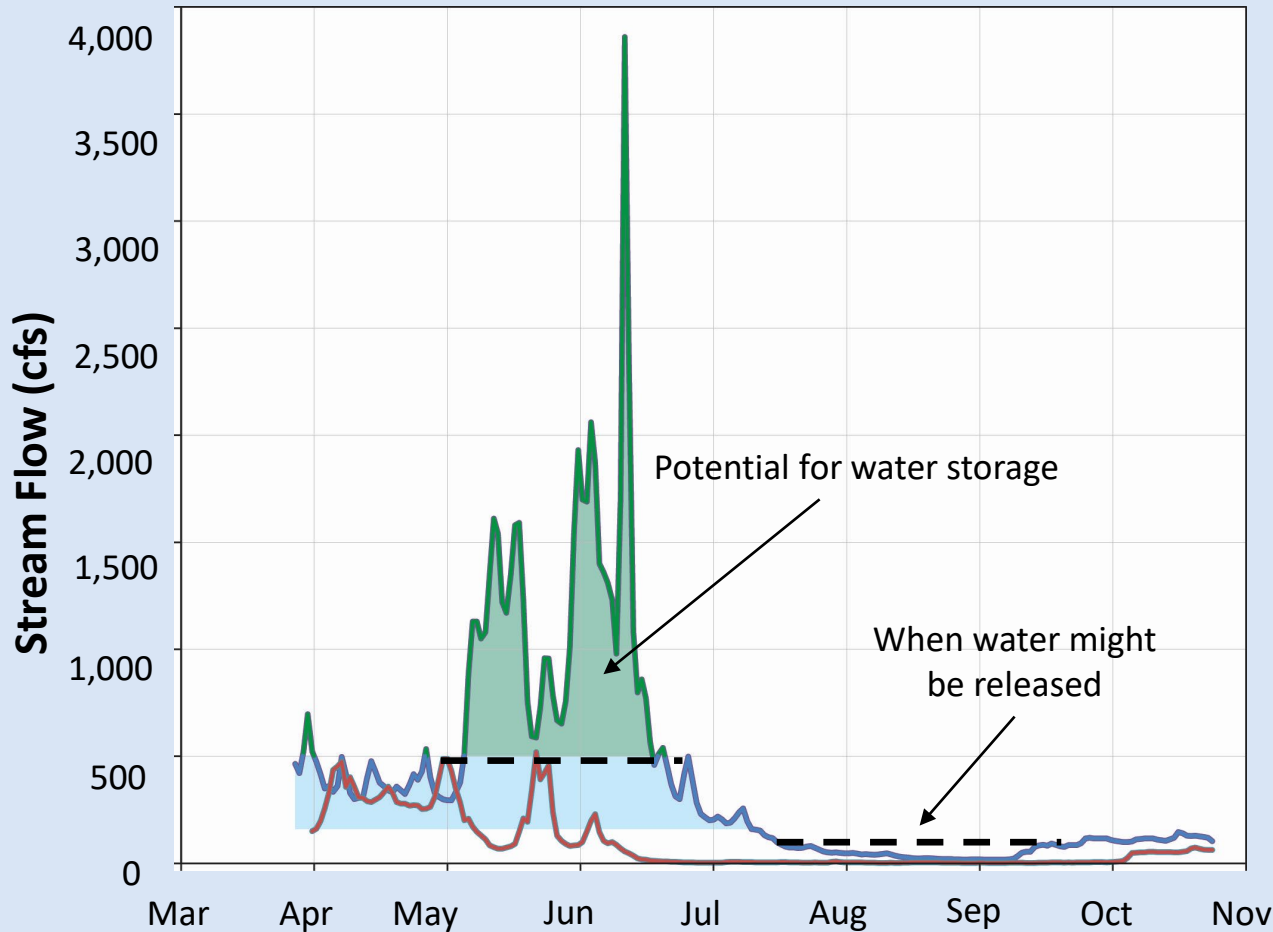 Stream Flow (cfs)
4,000
3,500
3,000
2,500
2,000
1,500
1,000
500
0
Potential for water storage
When water might
be released
Mar Apr May Jun Jul Aug Sep Oct Nov